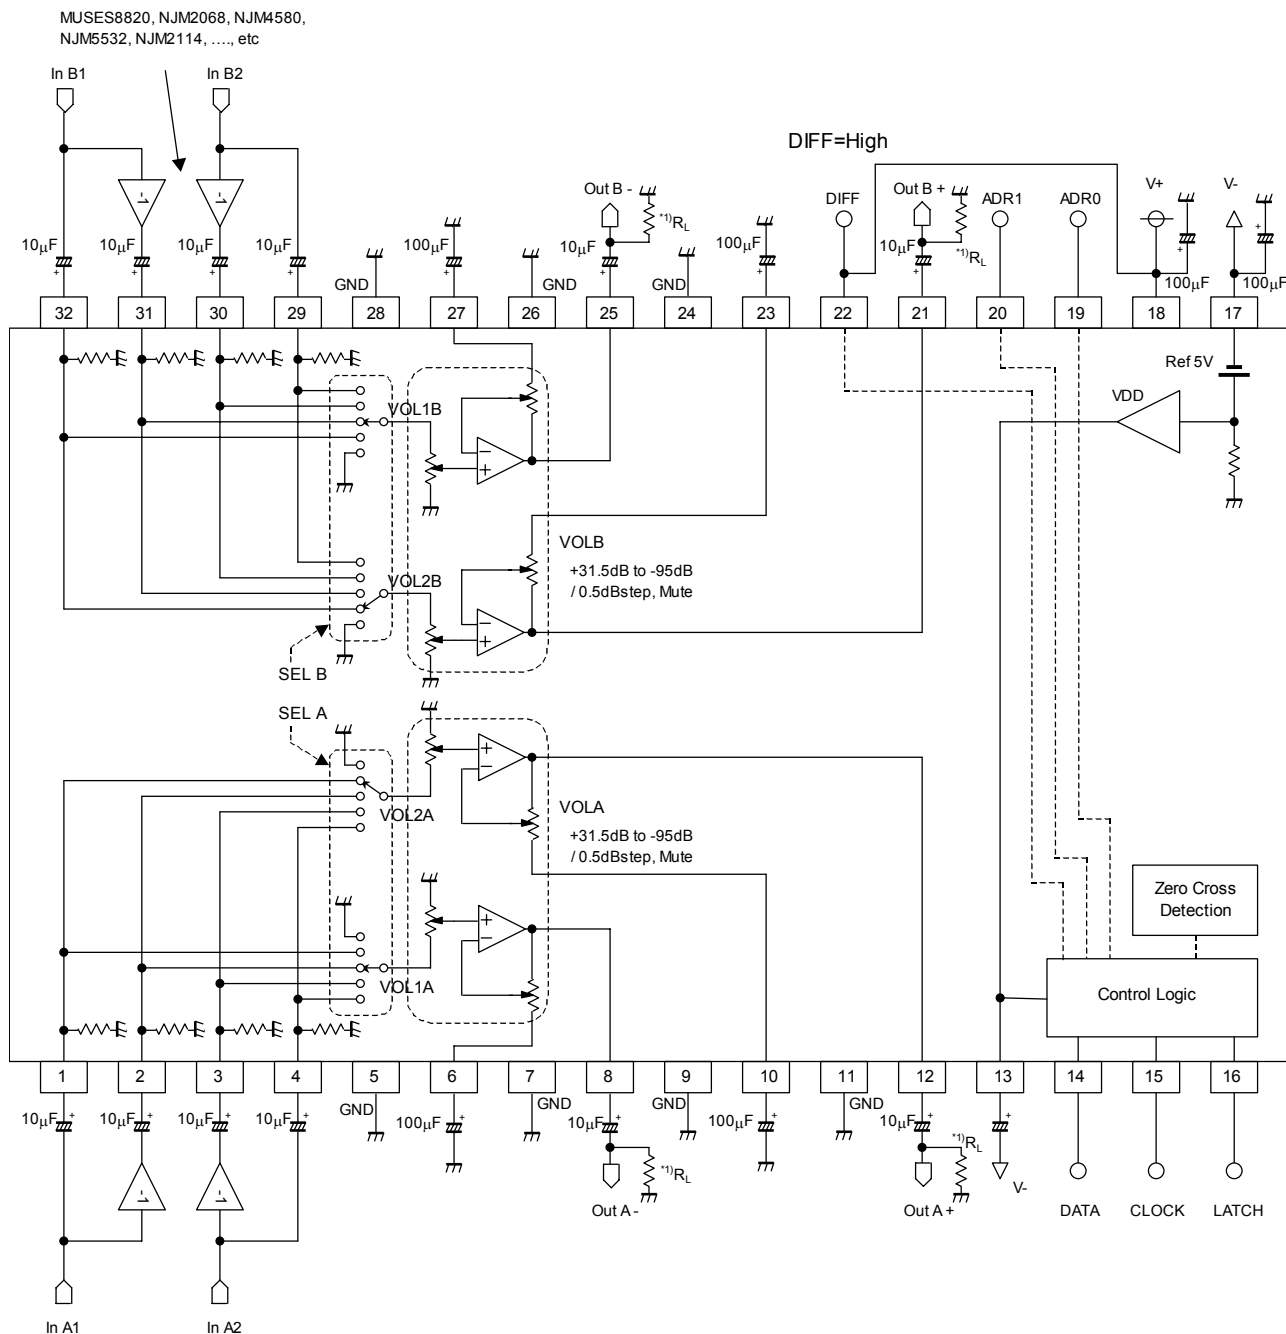 MUSES8820, NJM2068, NJM4580,
NJM5532, NJM2114, …., etc
In B1
In B2
DIFF=High
-1
-1
Out B -
*1)RL
DIFF
Out B +
*1)RL
ADR1
ADR0
V+
V-
10μF
+
10μF
+
10μF
+
10μF
+
GND
100μF
+
GND
10μF
+
GND
100μF
+
10μF
+
100μF
+
100μF
+
32
31
30
29
28
27
26
25
24
23
22
21
20
19
18
17
Ref 5V
VDD
VOL1B
−
+
VOLB
+31.5dB to -95dB
/ 0.5dBstep, Mute
VOL2B
−
+
SEL B
SEL A
+
−
VOL2A
VOLA
+31.5dB to -95dB
/ 0.5dBstep, Mute
+
−
VOL1A
Zero Cross
Detection
Control Logic
1
2
3
4
5
6
7
8
9
10
11
12
13
14
15
16
10μF
+
10μF
+
10μF
+
10μF
+
GND
100μF
+
GND
10μF
+
GND
100μF
+
GND
10μF
+
+
-1
-1
*1)RL
Out A -
*1)RL
Out A +
V-
DATA
CLOCK
LATCH
In A1
In A2